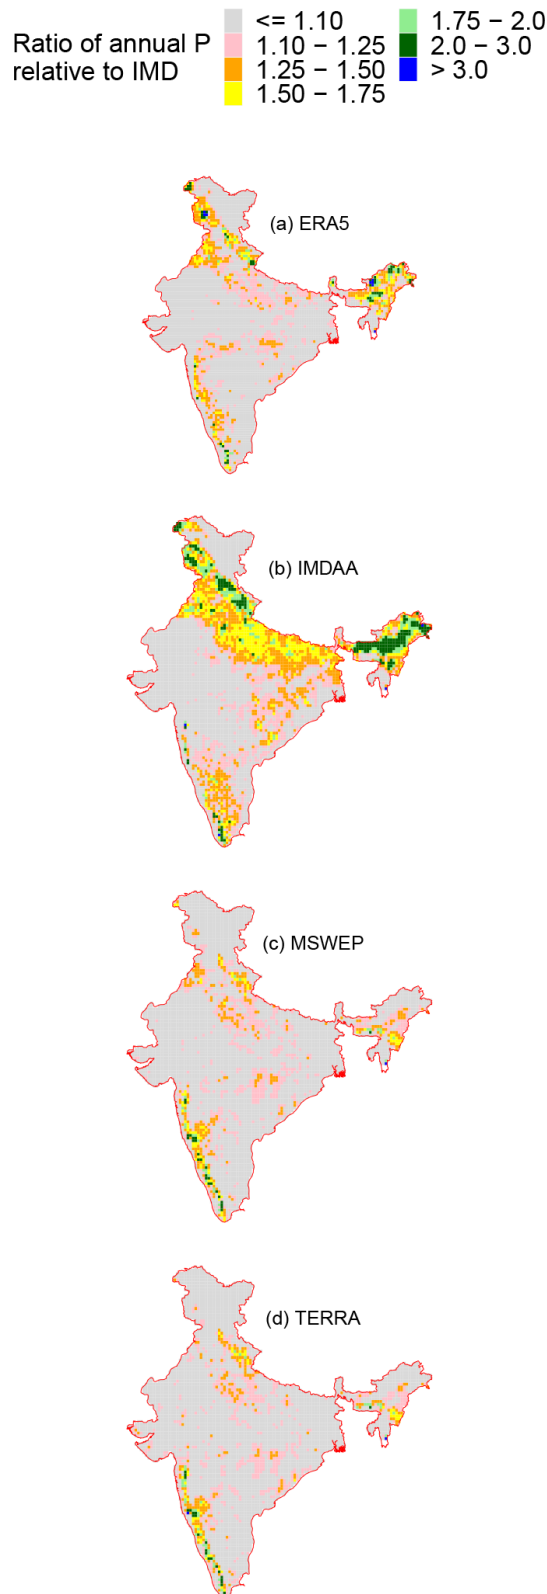 Ratio of annual P
relative to IMD
<= 1.10
1.10 − 1.25
1.25 − 1.50
1.50 − 1.75
1.75 − 2.0
2.0 − 3.0
> 3.0
(a) ERA5
(b) IMDAA
(c) MSWEP
(d) TERRA